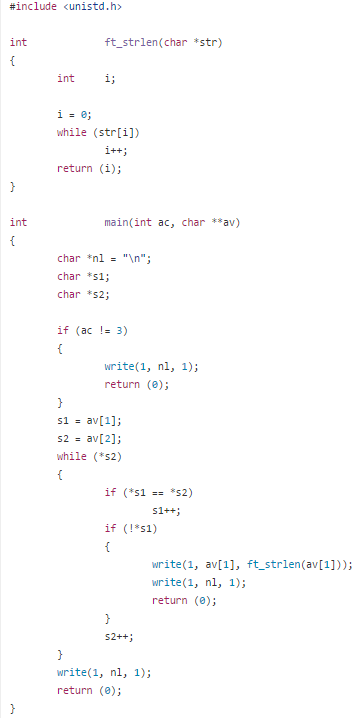 #include <unistd.h>
int ft_strlen(char *str)
{
int i;
i = 0;
while (str[i])
i++;
return (i);
}
int main(int ac, char **av)
{
char *nl = "\n";
char *s1;
char *s2;
if (ac != 3)
{
write(1, nl, 1);
return (0);
}
s1 = av[1];
s2 = av[2];
while (*s2)
{
if (*s1 == *s2)
s1++;
if (!*s1)
{
write(1, av[1], ft_strlen(av[1]));
write(1, nl, 1);
return (0);
}
s2++;
}
write(1, nl, 1);
return (0);
}